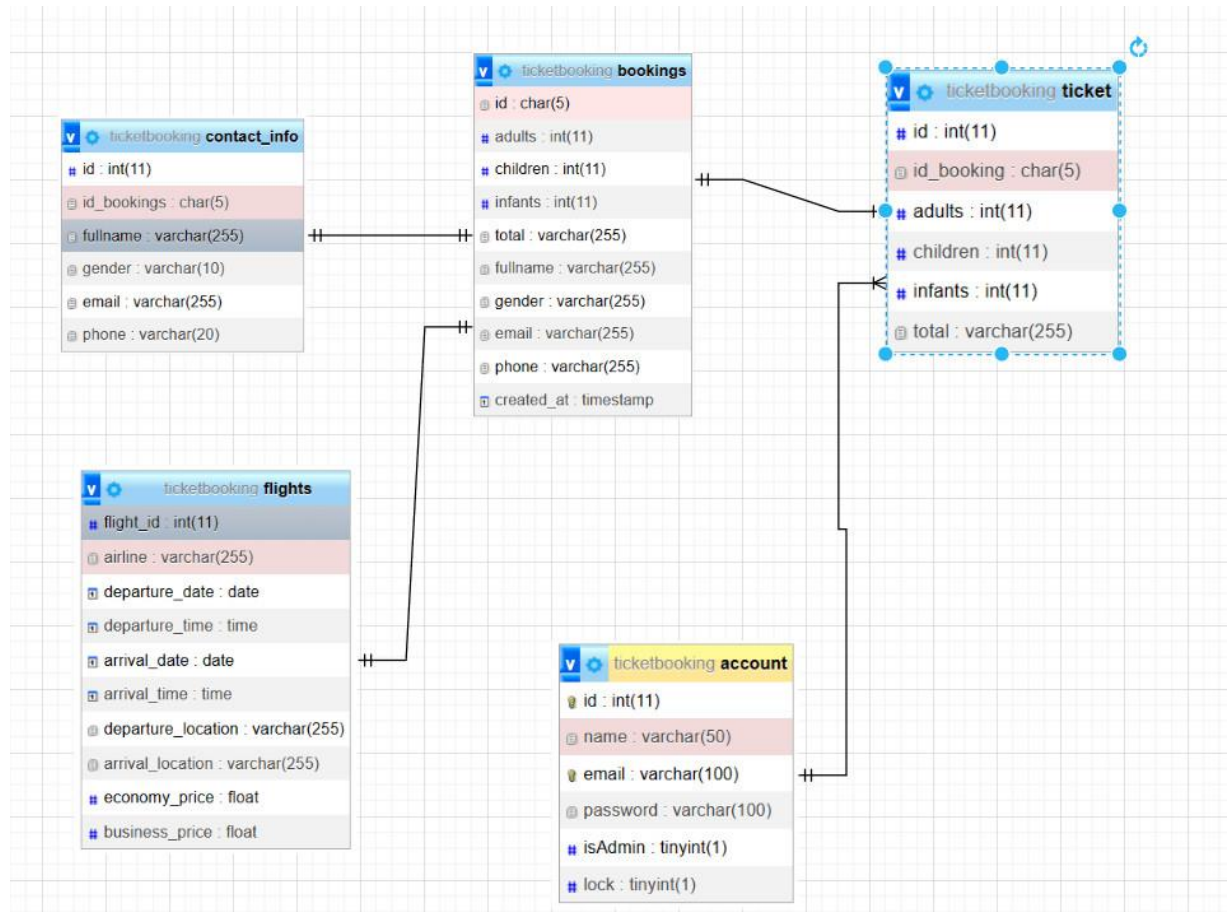 ticketbooking contact_info
id : int(11)
id_bookings : char(5)
fullname : varchar(255)
gender : varchar(10)
email : varchar(255)
phone : varchar(20)
ticketbooking bookings
id : char(5)
adults : int(11)
children : int(11)
infants : int(11)
total : varchar(255)
fullname : varchar(255)
gender : varchar(255)
email : varchar(255)
phone : varchar(255)
created_at : timestamp
ticketbooking ticket
id : int(11)
id_booking : char(5)
adults : int(11)
children : int(11)
infants : int(11)
total : varchar(255)
ticketbooking flights
flight_id : int(11)
airline : varchar(255)
departure_date : date
departure_time : time
arrival_date : date
arrival_time : time
departure_location : varchar(255)
arrival_location : varchar(255)
economy_price : float
business_price : float
ticketbooking account
id : int(11)
name : varchar(50)
email : varchar(100)
password : varchar(100)
isAdmin : tinyint(1)
lock : tinyint(1)